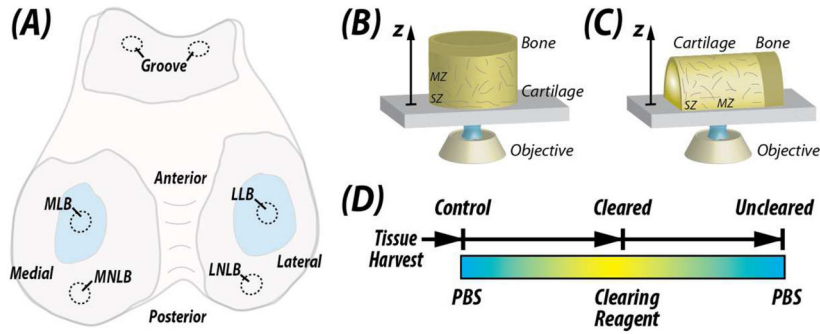 (A)
Groove
Anterior
MLB
LLB
Medial
MNLB
LNLB
Lateral
Posterior
(B)
z
Bone
MZ
SZ
Cartilage
Objective
(C)
z
Cartilage
Bone
SZ
MZ
Objective
(D)
Control
Cleared
Uncleared
Tissue
Harvest
PBS
Clearing
Reagent
PBS